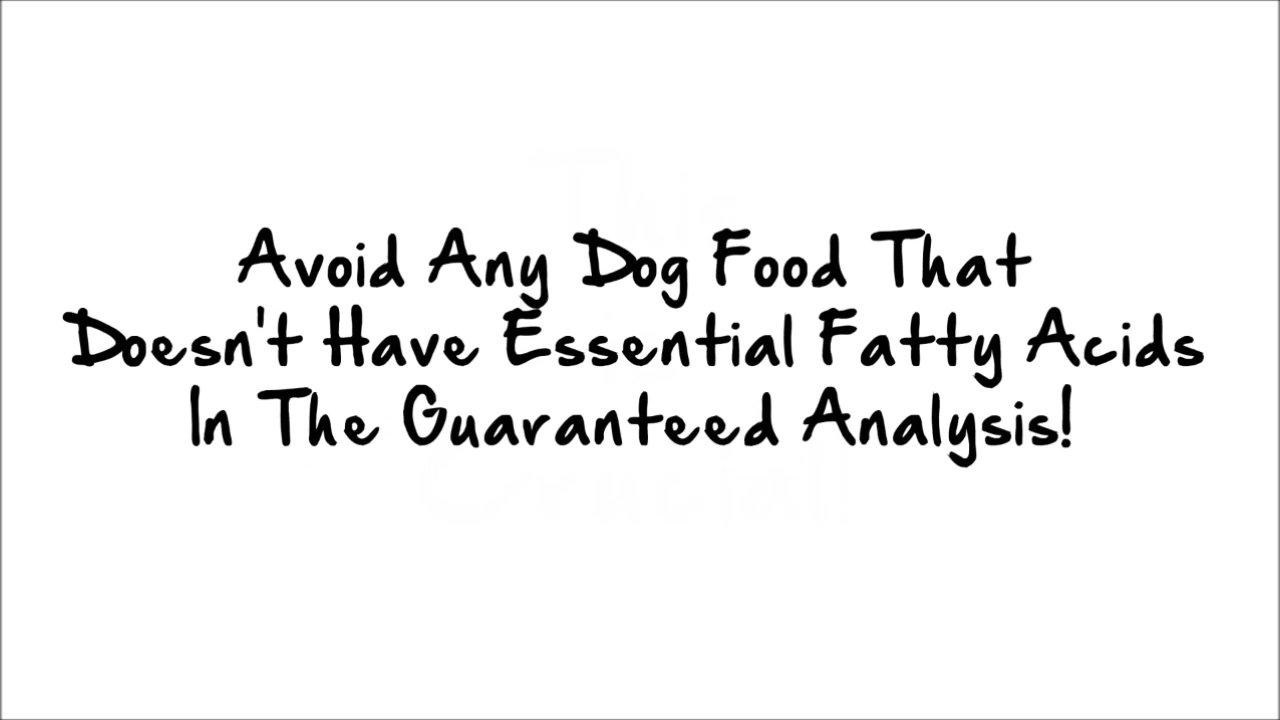 Avoid Any Dog Food That
Doesn't Have Essential Fatty Acids
In The Guaranteed Analysis!